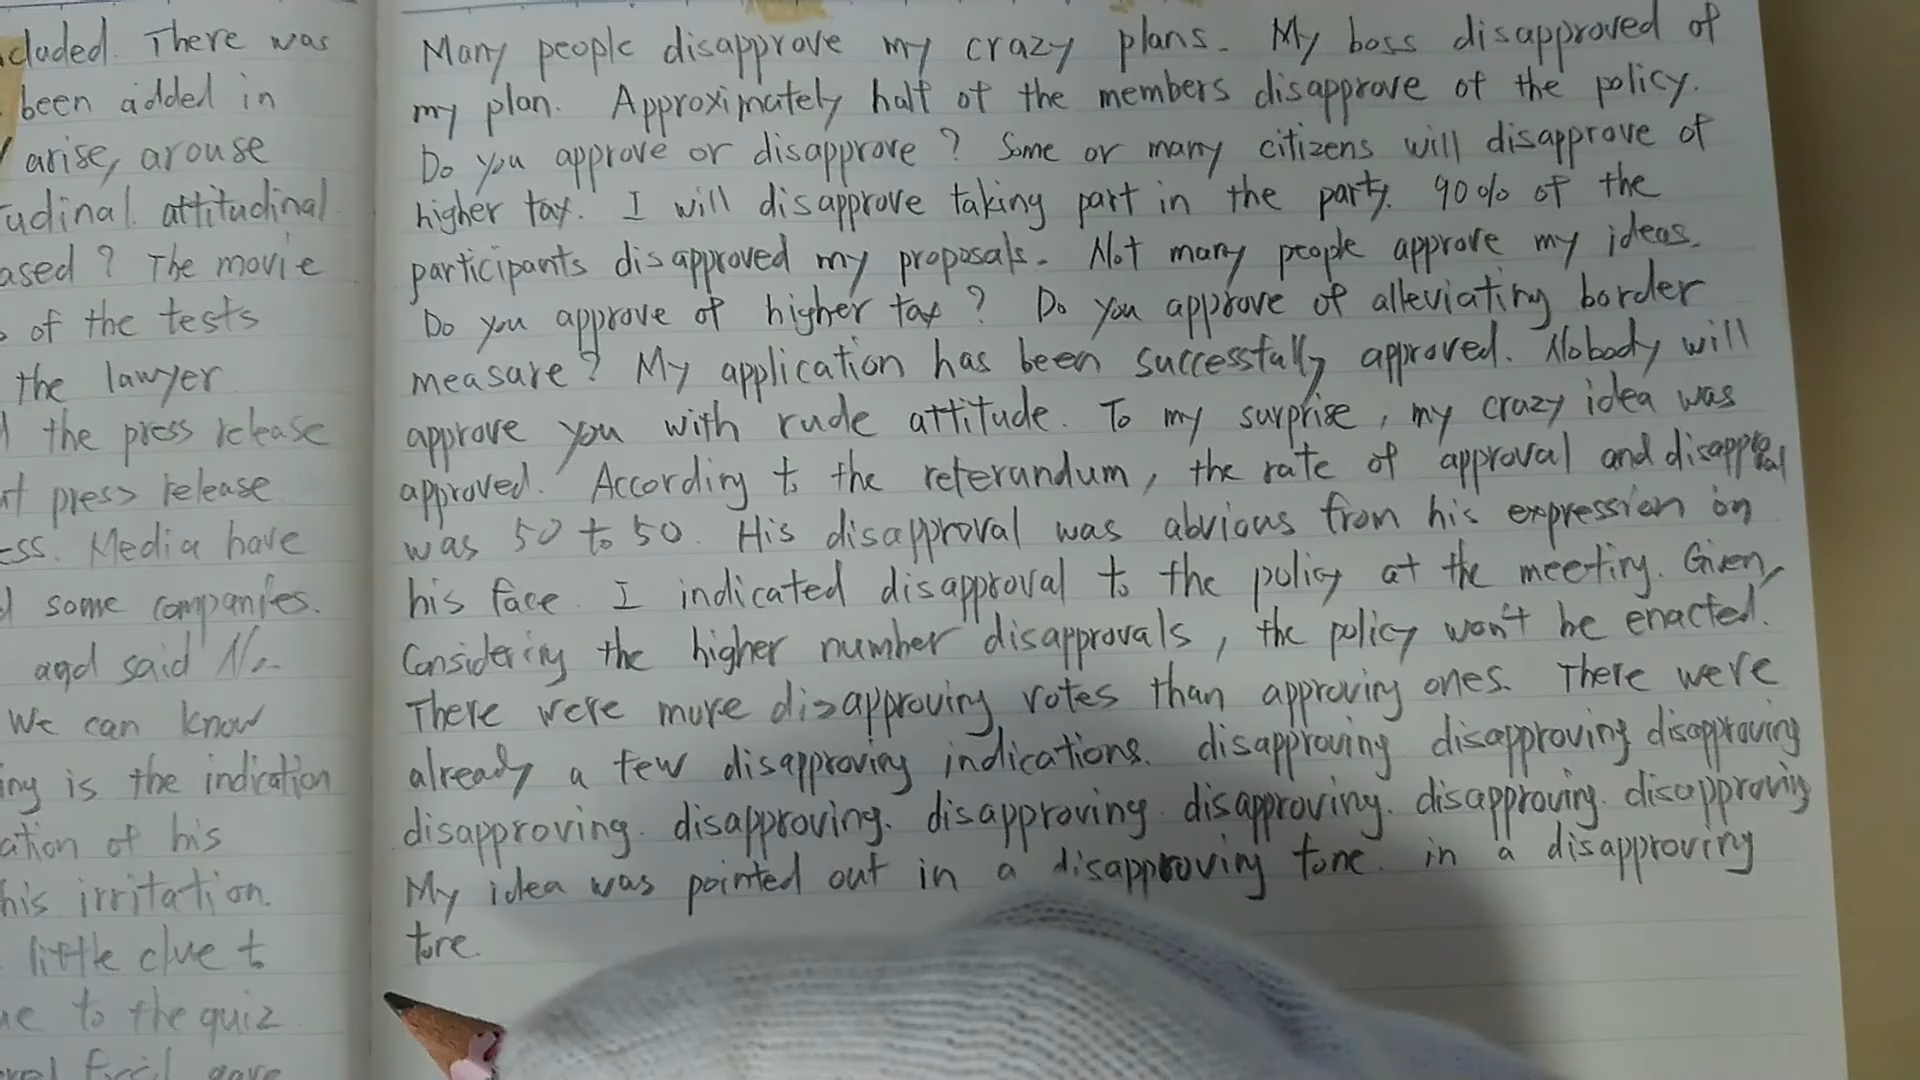 cluded. There was
been added in
arise, arouse
udinal. attitudinal.
ased? The movie
of the tests
the lawyer
the press release
press release
ess. Media have
some companies.
and said No
We can know
ing is the indication
ation of his
his irritation.
little clue to
to the quiz
gave
Many people disapprove my crazy plans. My boss disapproved of
my plan. Approximately half of the members disapprove of the policy.
Do you approve or disapprove? Some or many citizens will disapprove of
higher tax. I will disapprove taking part in the party. 90% of the
participants disapproved my proposals. Not many people approve my ideas.
Do you approve of higher tax? Do you approve of alleviating border
measure? My application has been successfully approved. Nobody will
approve you with rude attitude. To my surprise, my crazy idea was
approved. According to the referandum, the rate of approval and
was 50 to 50. His disapproval was abvious from his expression on
his face. I indicated disapproval to the policy at the meeting. Given,
Considering the higher number disapprovals, the policy won't be enacted.
There were more disapproving votes than approving ones. There were
already a few disapproving indications. disapproving disapproving disapproving
disapproving. disapproving. disapproving. disapproving. disapproving. disapproving
My idea was pointed out in a disapproving tone. in a disapproving
tone.